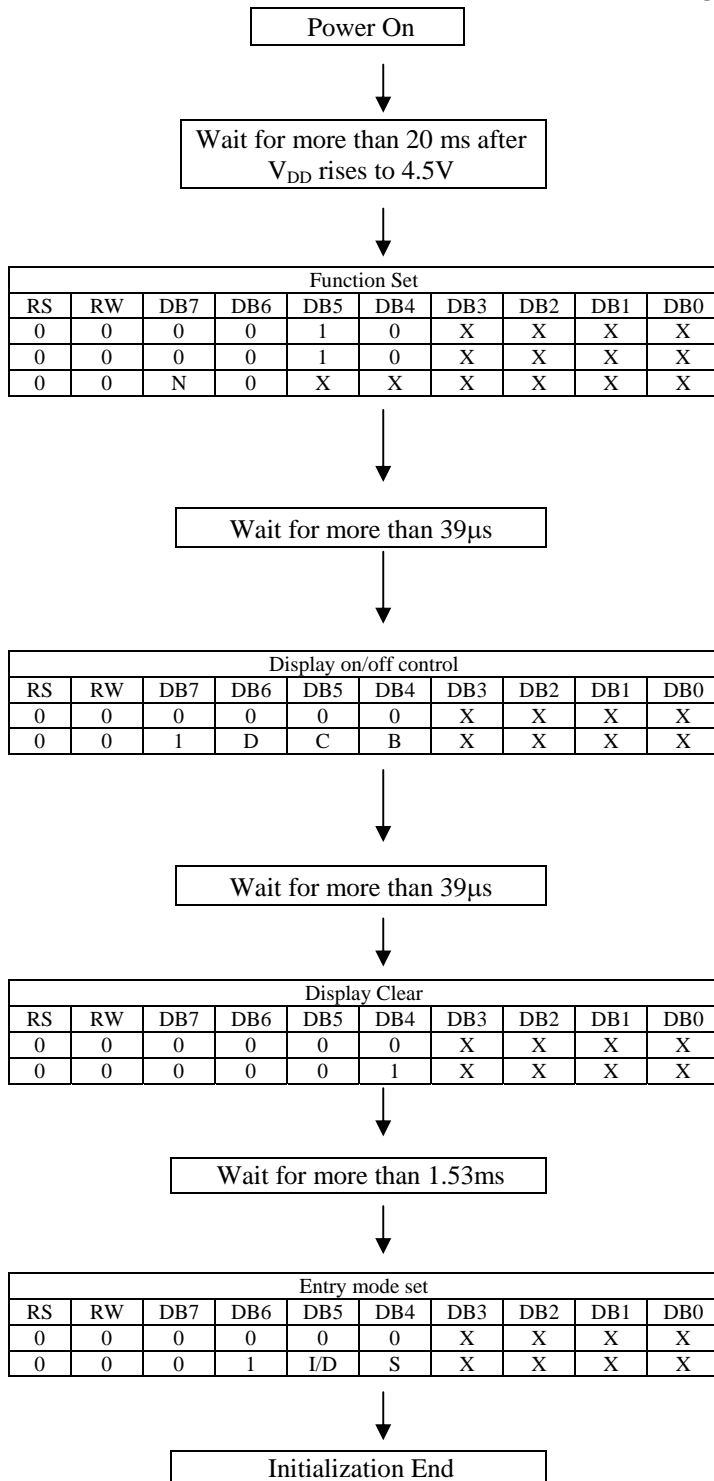 Power On
Wait for more than 20 ms after
VDD rises to 4.5V
Function Set
RS RW DB7 DB6 DB5 DB4 DB3 DB2 DB1 DB0
0 0 0 0 1 0 X X X X
0 0 0 0 1 0 X X X X
0 0 N 0 X X X X X X
Wait for more than 39μs
Display on/off control
RS RW DB7 DB6 DB5 DB4 DB3 DB2 DB1 DB0
0 0 0 0 0 0 X X X X
0 0 1 D C B X X X X
Wait for more than 39μs
Display Clear
RS RW DB7 DB6 DB5 DB4 DB3 DB2 DB1 DB0
0 0 0 0 0 0 X X X X
0 0 0 0 0 1 X X X X
Wait for more than 1.53ms
Entry mode set
RS RW DB7 DB6 DB5 DB4 DB3 DB2 DB1 DB0
0 0 0 0 0 0 X X X X
0 0 0 1 I/D S X X X X
Initialization End